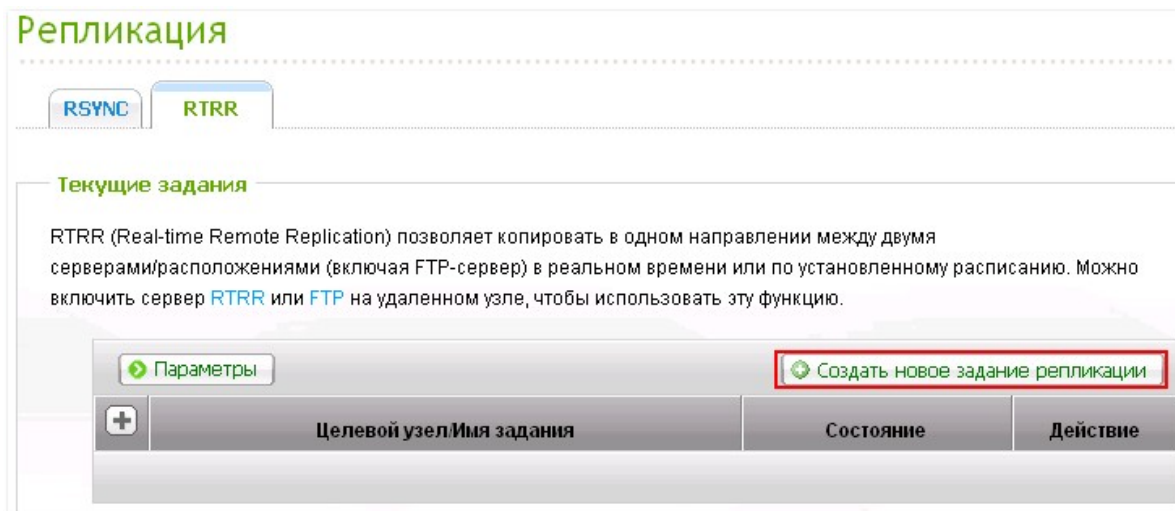 Репликация
RSYNC RTRR
Текущие задания
RTRR (Real-time Remote Replication) позволяет копировать в одном направлении между двумя
серверами/расположениями (включая FTP-сервер) в реальном времени или по установленному расписанию. Можно
включить сервер RTRR или FTP на удаленном узле, чтобы использовать эту функцию.
Параметры Создать новое задание репликации
Целевой узел/Имя задания Состояние Действие